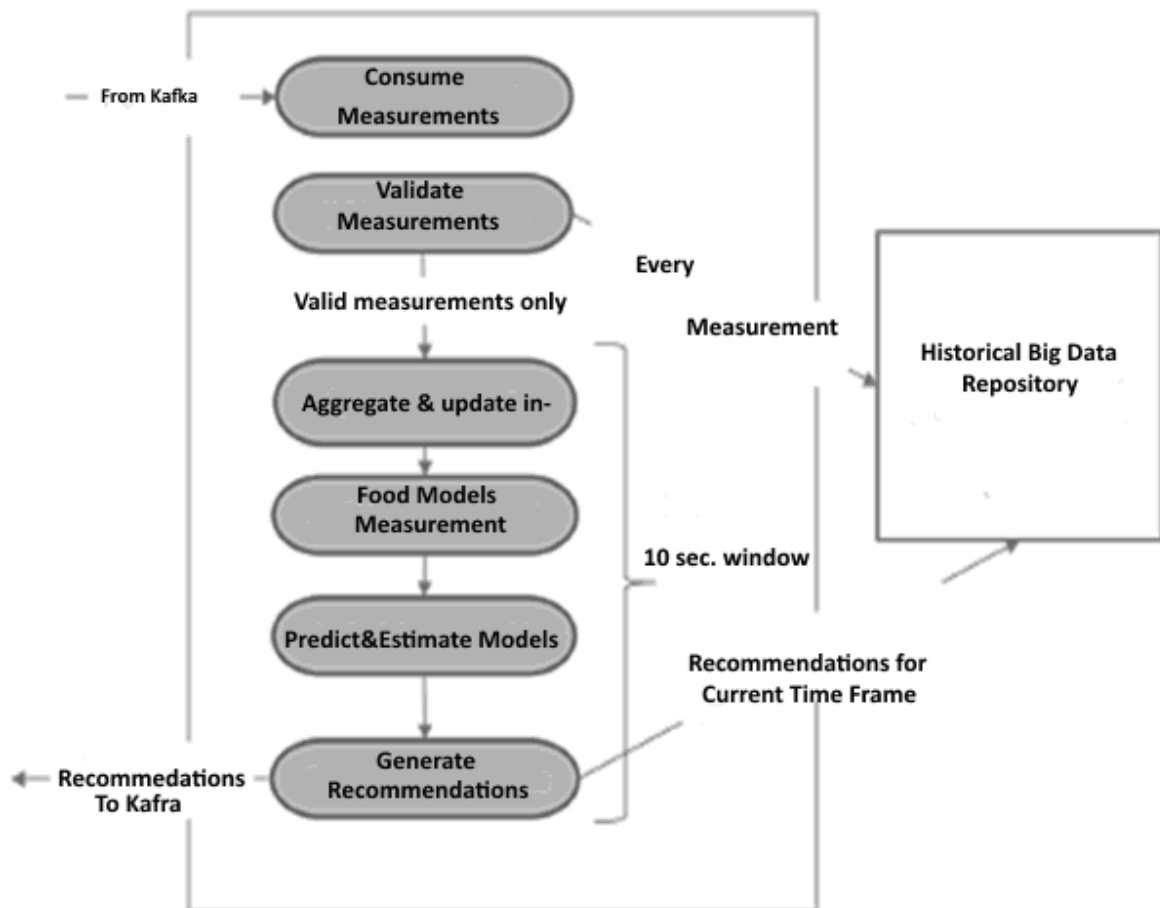 From Kafka
Consume
Measurements
Validate
Measurements
Every
Valid measurements only
Measurement
Historical Big Data
Repository
Aggregate & update in-
Food Models
Measurement
10 sec. window
Predict&Estimate Models
Recommendations for
Current Time Frame
Generate
Recommendations
Recommedations
To Kafra